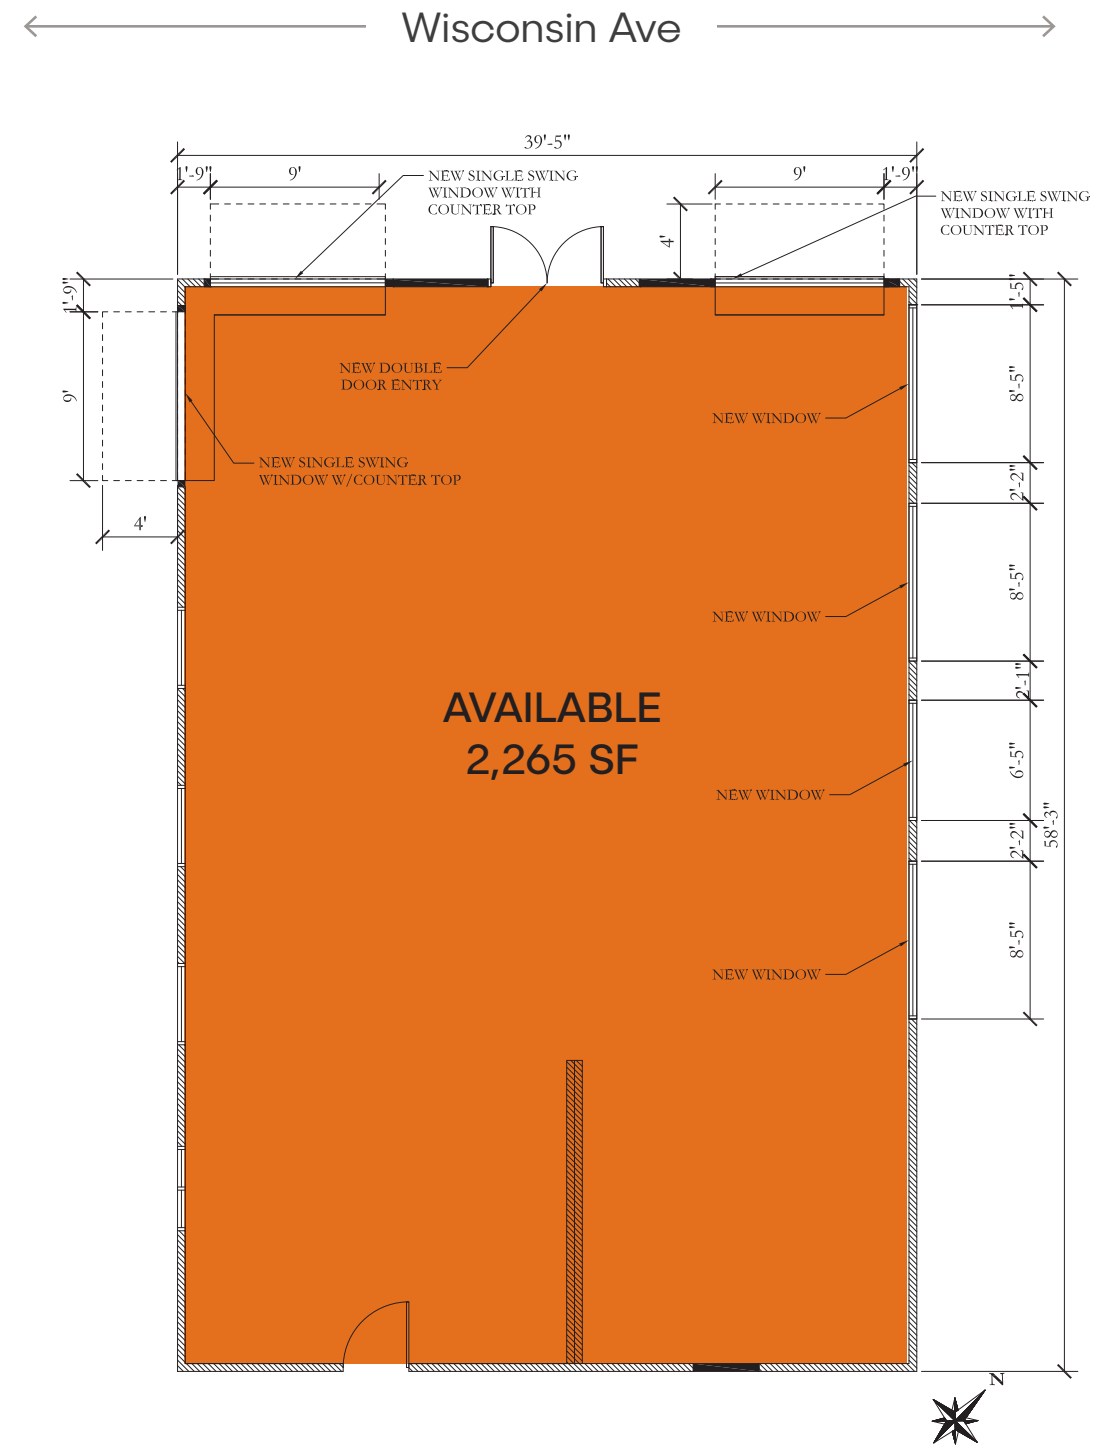 Wisconsin Ave
39'-5"
1'-9"
9'
9'
1'-9"
NEW SINGLE SWING
WINDOW WITH
COUNTER TOP
NEW SINGLE SWING
WINDOW WITH
COUNTER TOP
4'
1'-9"
1'-5"
NEW DOUBLE
DOOR ENTRY
9'
8'-5"
NEW WINDOW
NEW SINGLE SWING
WINDOW W/COUNTER TOP
2'-2"
4'
8'-5"
NEW WINDOW
2'-1"
AVAILABLE
2,265 SF
6'-5"
NEW WINDOW
58'-3"
2'-2"
8'-5"
NEW WINDOW
N